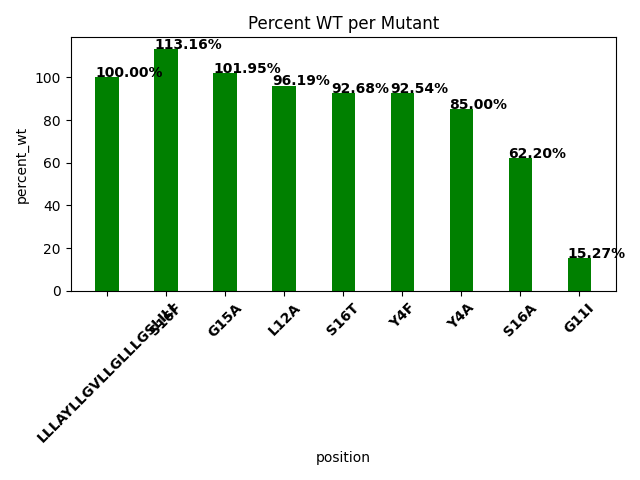 Percent WT per Mutant
percent_wt
100
80
60
40
20
0
100.00%
113.16%
101.95%
96.19%
92.68%
92.54%
85.00%
62.20%
15.27%
S16F
G15A
L12A
S16T
Y4F
Y4A
S16A
G11I
position